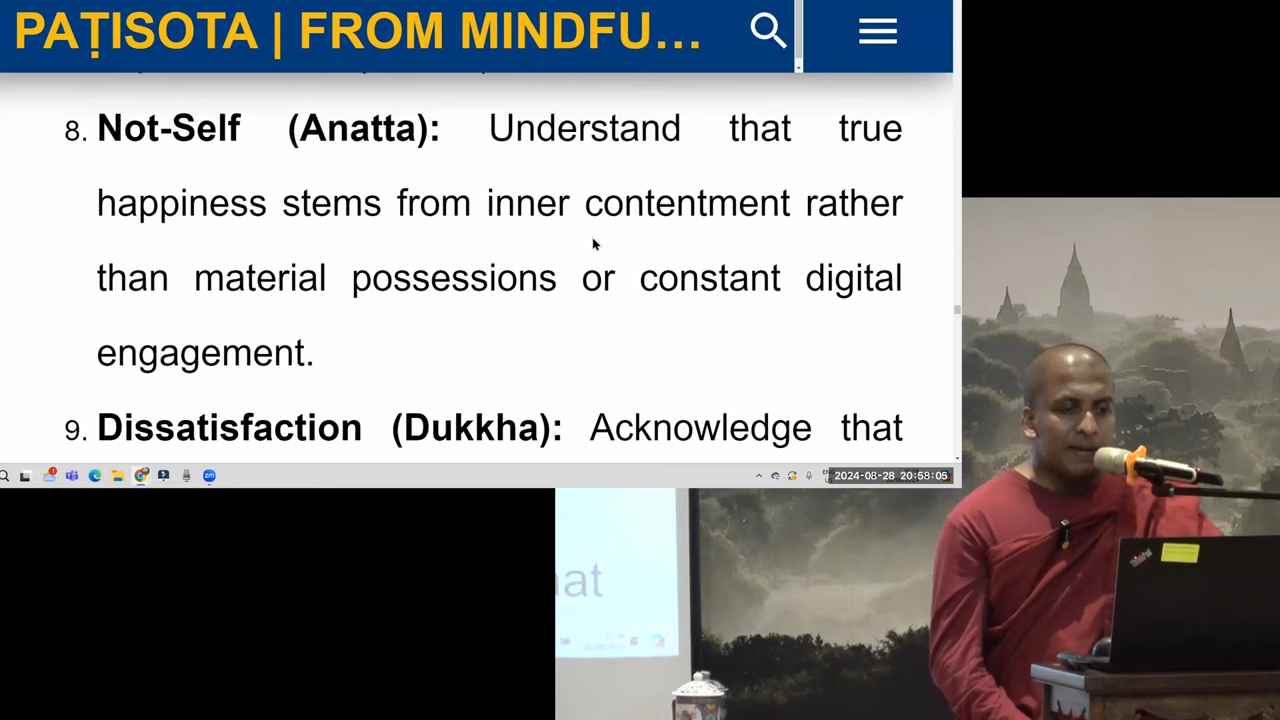 PAṬISOTA | FROM MINDFU...
8. Not-Self (Anatta): Understand that true
happiness stems from inner contentment rather
than material possessions or constant digital
engagement.
9. Dissatisfaction (Dukkha): Acknowledge that
2024-08-28 20:58:05
ThinkPad